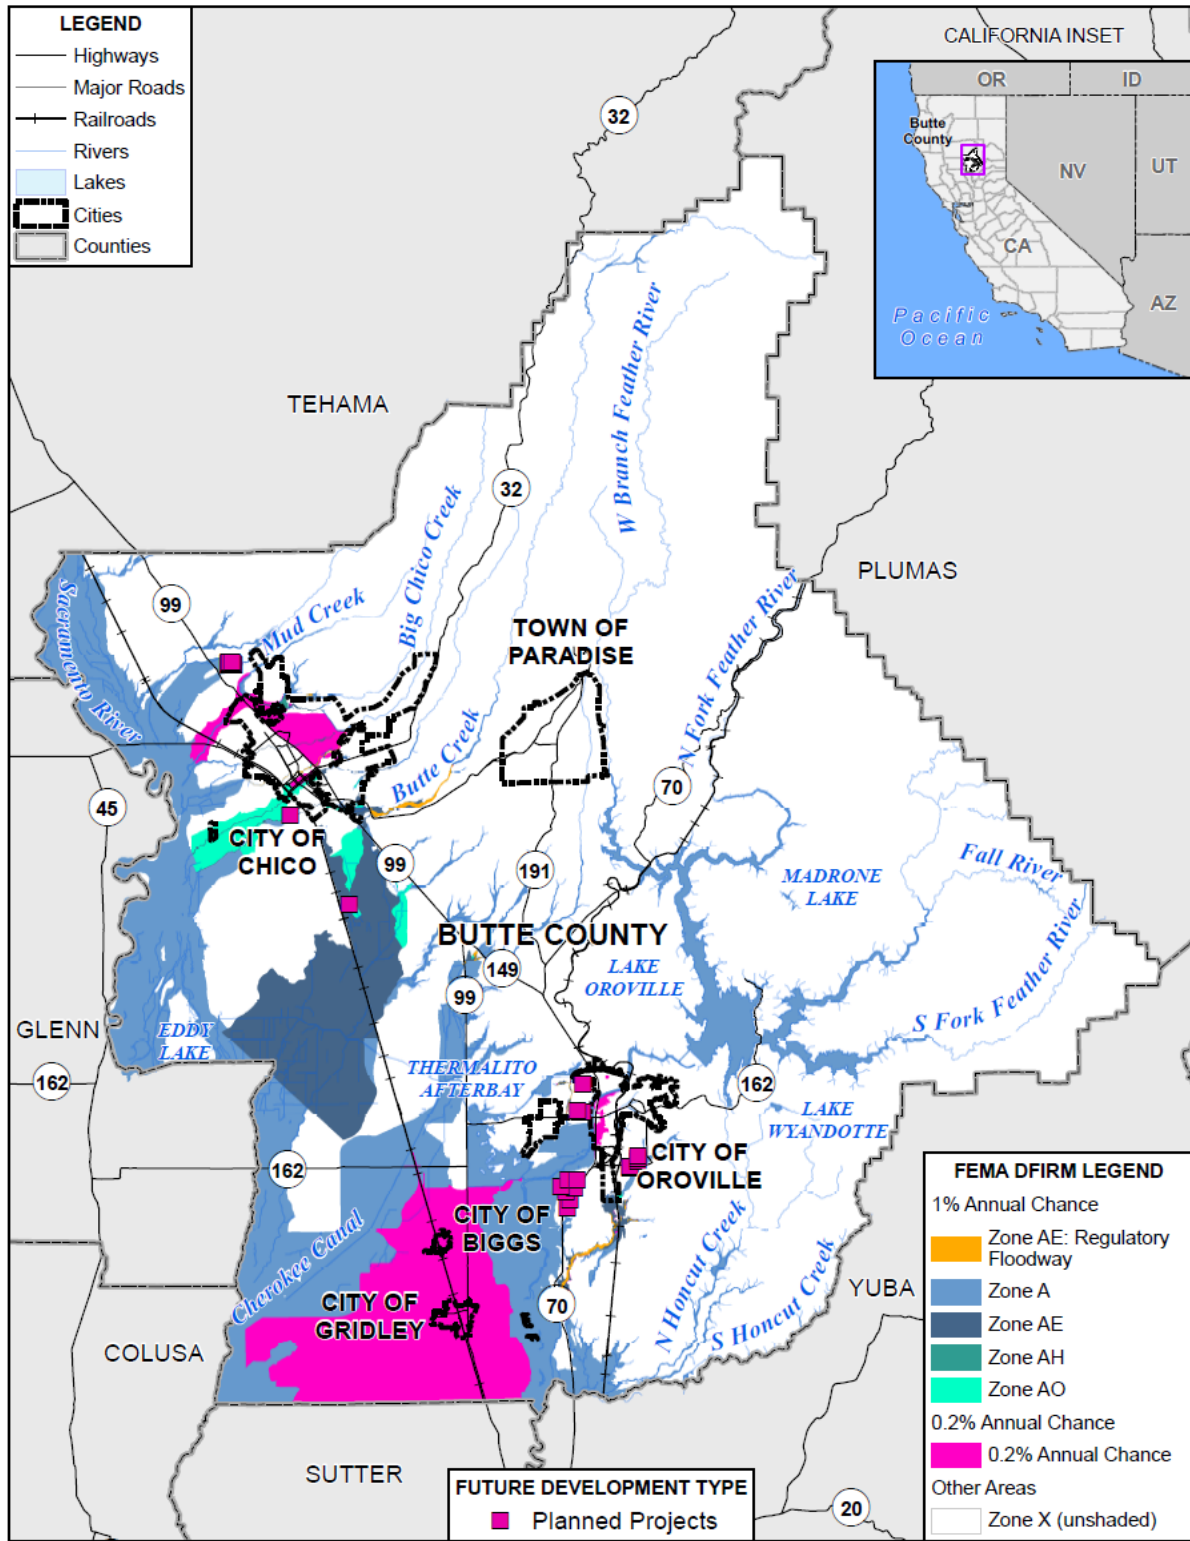 LEGEND
Highways
Major Roads
Railroads
Rivers
Lakes
Cities
Counties
CALIFORNIA INSET
OR
ID
Butte
County
NV
UT
CA
AZ
Pacific
Ocean
32
TEHAMA
W Branch Feather River
32
Big Chico Creek
PLUMAS
Sacramento River
99
Mud Creek
TOWN OF
PARADISE
N Fork Feather River
Butte Creek
70
45
CITY OF
CHICO
99
191
MADRONE
LAKE
Fall River
BUTTE COUNTY
149
LAKE
OROVILLE
99
S Fork Feather River
GLENN
EDDY
LAKE
THERMALITO
AFTERBAY
162
162
LAKE
WYANDOTTE
CITY OF
OROVILLE
162
CITY OF
BIGGS
Cherokee Canal
N Honcut Creek
S Honcut Creek
YUBA
CITY OF
GRIDLEY
70
COLUSA
SUTTER
20
FEMA DFIRM LEGEND
1% Annual Chance
Zone AE: Regulatory
Floodway
Zone A
Zone AE
Zone AH
Zone AO
0.2% Annual Chance
0.2% Annual Chance
Other Areas
Zone X (unshaded)
FUTURE DEVELOPMENT TYPE
Planned Projects